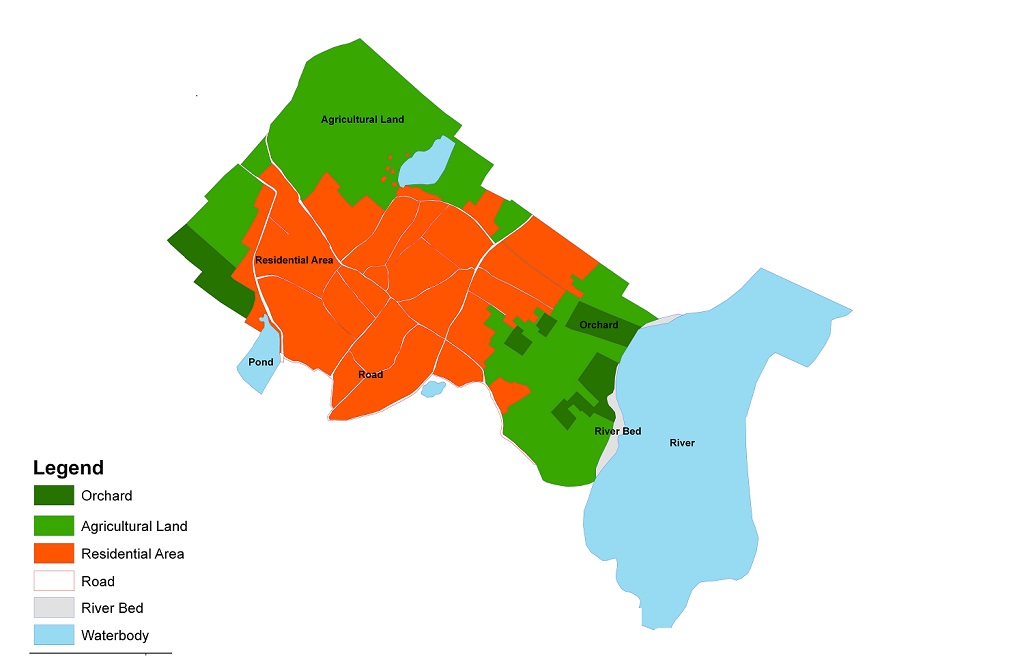 Agricultural Land
Residential Area
Orchard
Pond
Road
River Bed
River
Legend
Orchard
Agricultural Land
Residential Area
Road
River Bed
Waterbody